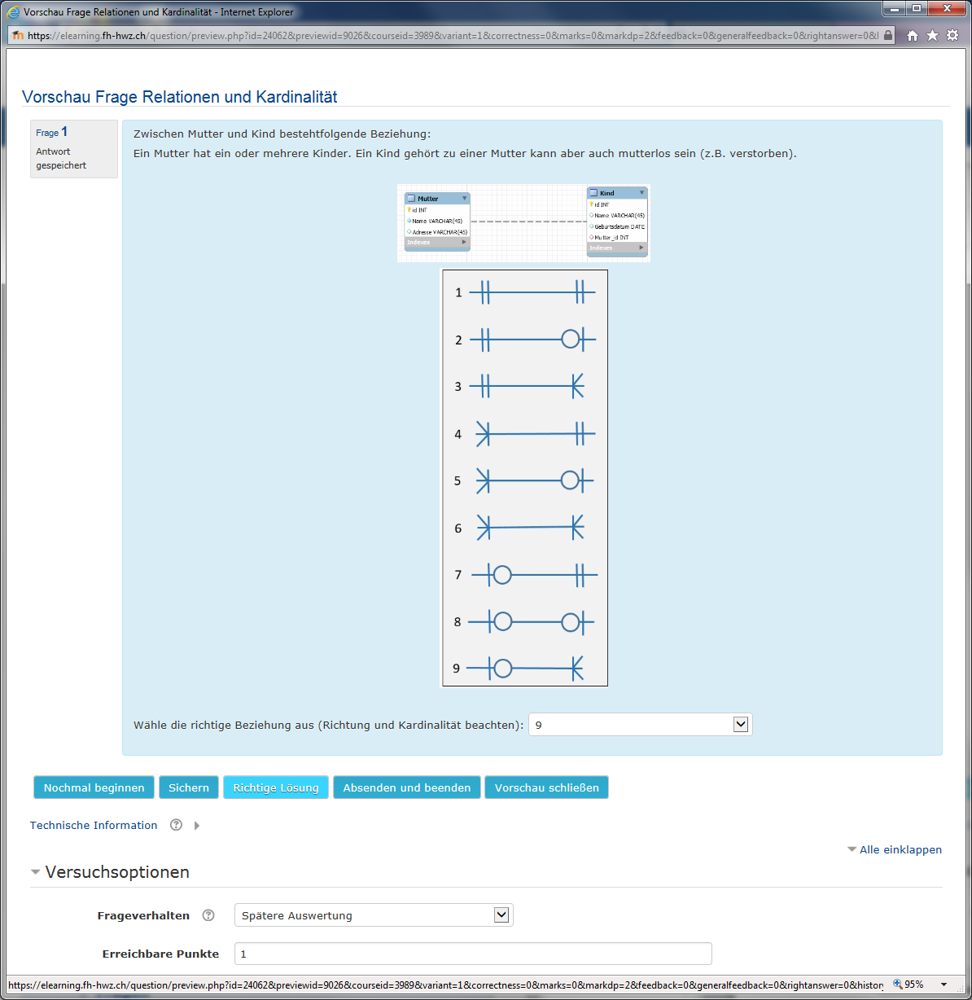 Vorschau Frage Relationen und Kardinalität - Internet Explorer
https://elearning.fh-hwz.ch/question/preview.php?id=24062&previewid=9026&courseid=3989&variant=1&correctness=0&marks=0&markdp=2&feedback=0&generalfeedback=0&rightanswer=0&
Vorschau Frage Relationen und Kardinalität
Frage 1
Antwort
gespeichert
Zwischen Mutter und Kind bestehtfolgende Beziehung:
Ein Mutter hat ein oder mehrere Kinder. Ein Kind gehört zu einer Mutter kann aber auch mutterlos sein (z.B. verstorben).
Mutter
id INT
Name VARCHAR(45)
Adresse VARCHAR(45)
Indexes
Kind
id INT
Name VARCHAR(45)
Geburtsdatum DATE
Mutter_id INT
Indexes
1
2
3
4
5
6
7
8
9
Wähle die richtige Beziehung aus (Richtung und Kardinalität beachten): 9
Nochmal beginnen Sichern Richtige Lösung Absenden und beenden Vorschau schließen
Technische Information
Alle einklappen
Versuchsoptionen
Frageverhalten Spätere Auswertung
Erreichbare Punkte 1
https://elearning.fh-hwz.ch/question/preview.php?id=24062&previewid=9026&courseid=3989&variant=1&correctness=0&marks=0&markdp=2&feedback=0&generalfeedback=0&rightanswer=0&histor
95%